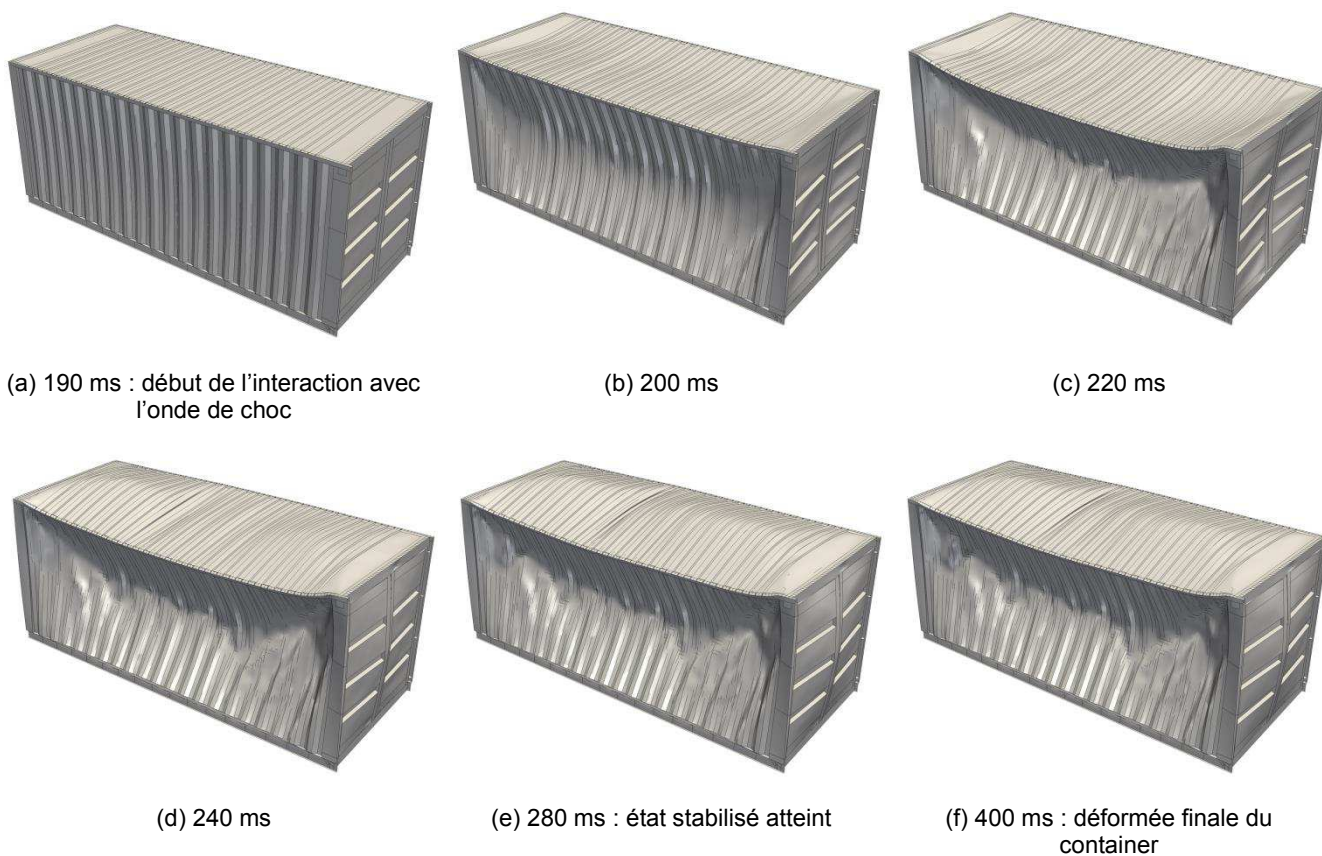 (a) 190 ms : début de l’interaction avec
l’onde de choc
(b) 200 ms
(c) 220 ms
(d) 240 ms
(e) 280 ms : état stabilisé atteint
(f) 400 ms : déformée finale du
container